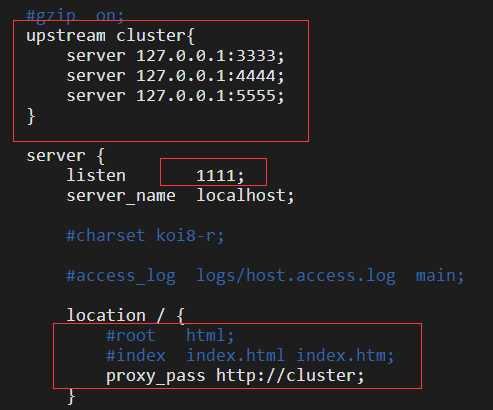 #gzip  on;
upstream cluster{
    server 127.0.0.1:3333;
    server 127.0.0.1:4444;
    server 127.0.0.1:5555;
}
server {
    listen       1111;
    server_name  localhost;
    #charset koi8-r;
    #access_log  logs/host.access.log  main;
    location / {
        #root   html;
        #index  index.html index.htm;
        proxy_pass http://cluster;
    }